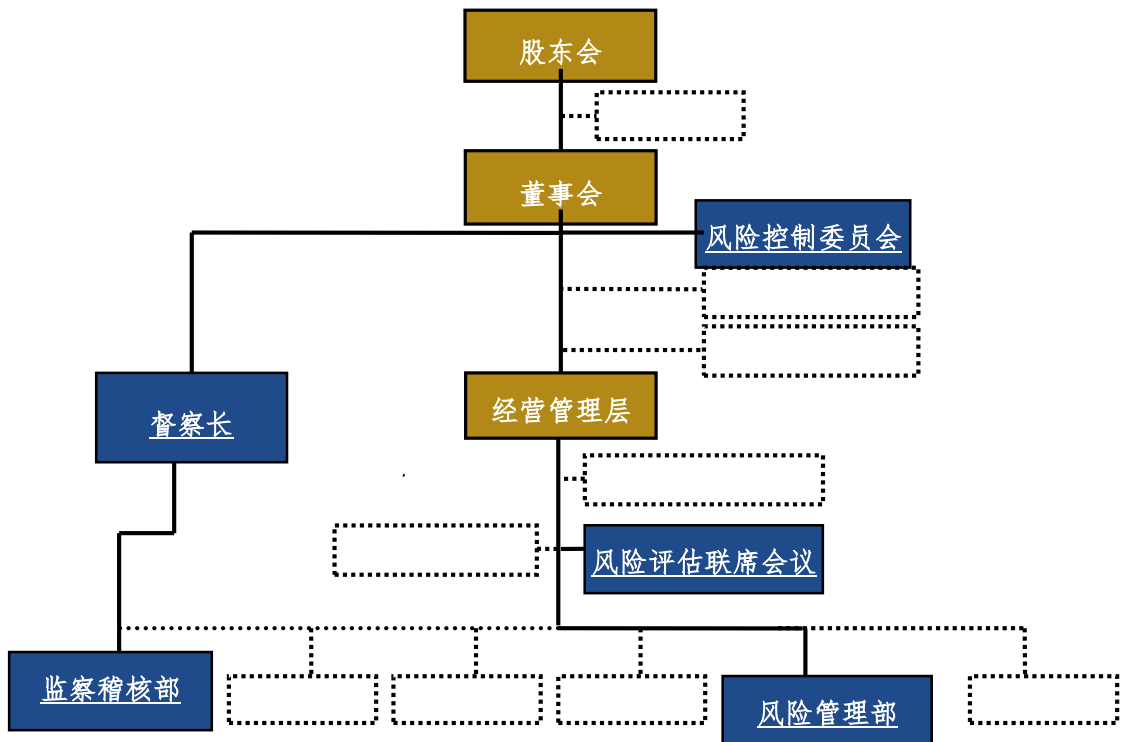 股东会
董事会
风险控制委员会
督察长
经营管理层
风险评估联席会议
监察稽核部
风险管理部